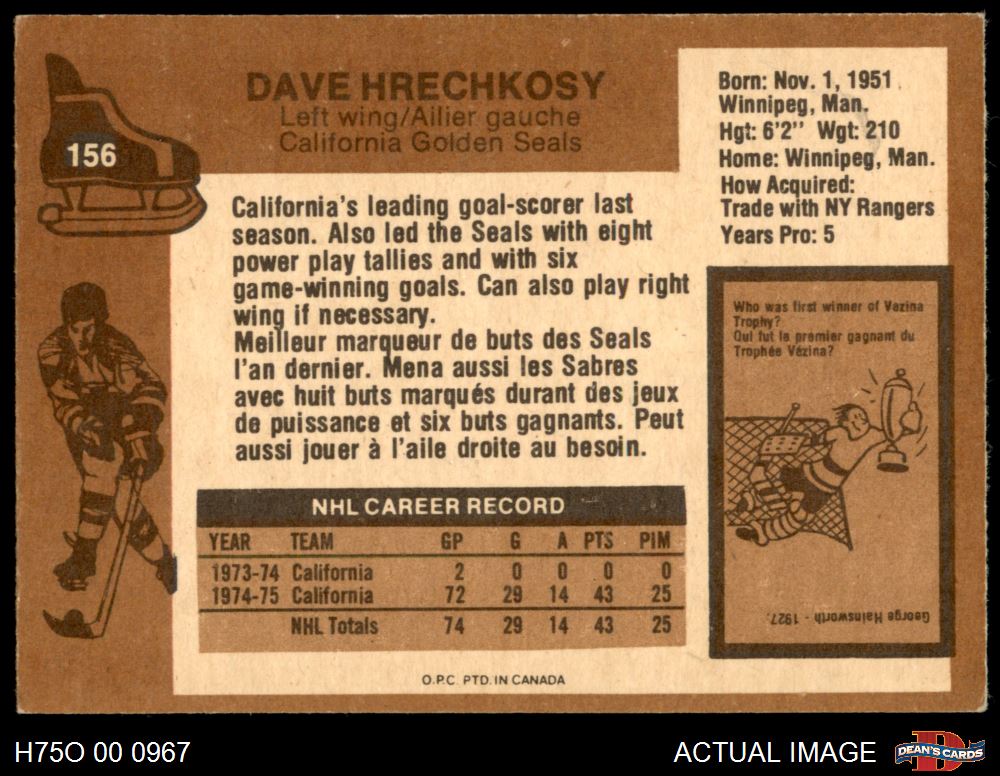 156
DAVE HRECHKOSY
Left wing/Ailier gauche
California Golden Seals
Born: Nov. 1, 1951
Winnipeg, Man.
Hgt: 6'2" Wgt: 210
Home: Winnipeg, Man.
How Acquired:
Trade with NY Rangers
Years Pro: 5
California's leading goal-scorer last
season. Also led the Seals with eight
power play tallies and with six
game-winning goals. Can also play right
wing if necessary.
Meilleur marqueur de buts des Seals
l'an dernier. Mena aussi les Sabres
avec huit buts marqués durant des jeux
de puissance et six buts gagnants. Peut
aussi jouer à l'aile droite au besoin.
Who was first winner of Vezina
Trophy?
Qui fut le premier gagnant du
Trophée Vézina?
George Hainsworth - 1927.
NHL CAREER RECORD
YEAR TEAM GP G A PTS PIM
1973-74 California 2 0 0 0 0
1974-75 California 72 29 14 43 25
NHL Totals 74 29 14 43 25
O.P.C. PTD. IN CANADA
H75O 00 0967
ACTUAL IMAGE
DEAN'S CARDS